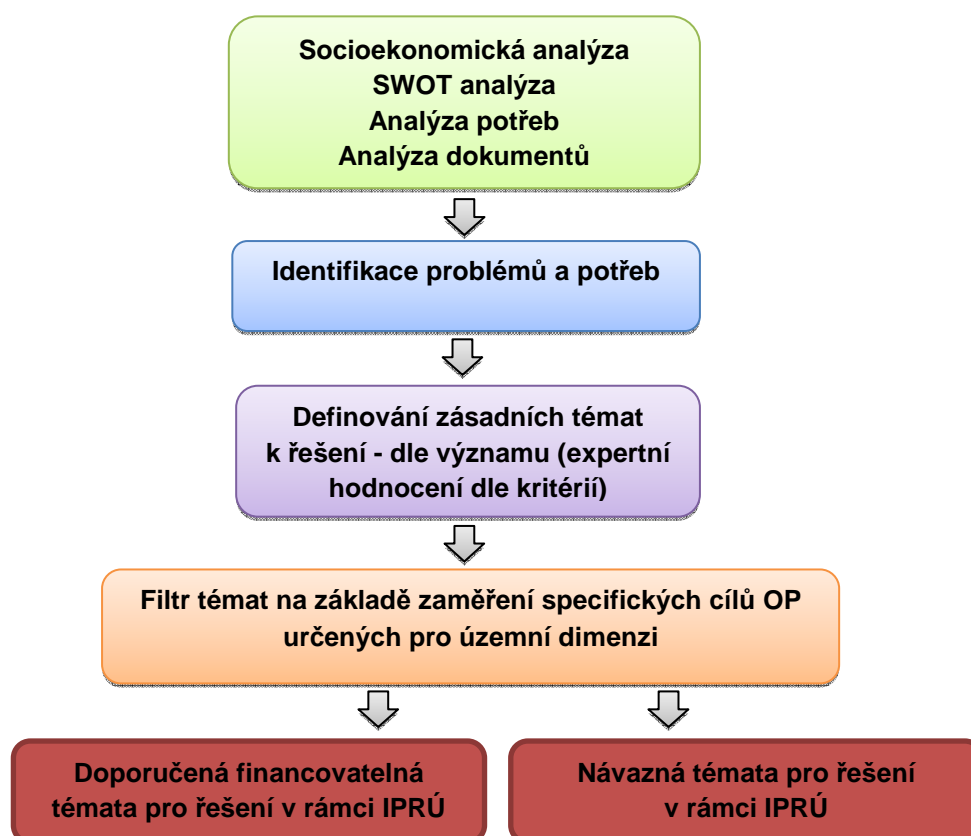 Socioekonomická analýza
SWOT analýza
Analýza potřeb
Analýza dokumentů
Identifikace problémů a potřeb
Definování zásadních témat
k řešení - dle významu (expertní
hodnocení dle kritérií)
Filtr témat na základě zaměření specifických cílů OP
určených pro územní dimenzi
Doporučená financovatelná
témata pro řešení v rámci IPRÚ
Návazná témata pro řešení
v rámci IPRÚ